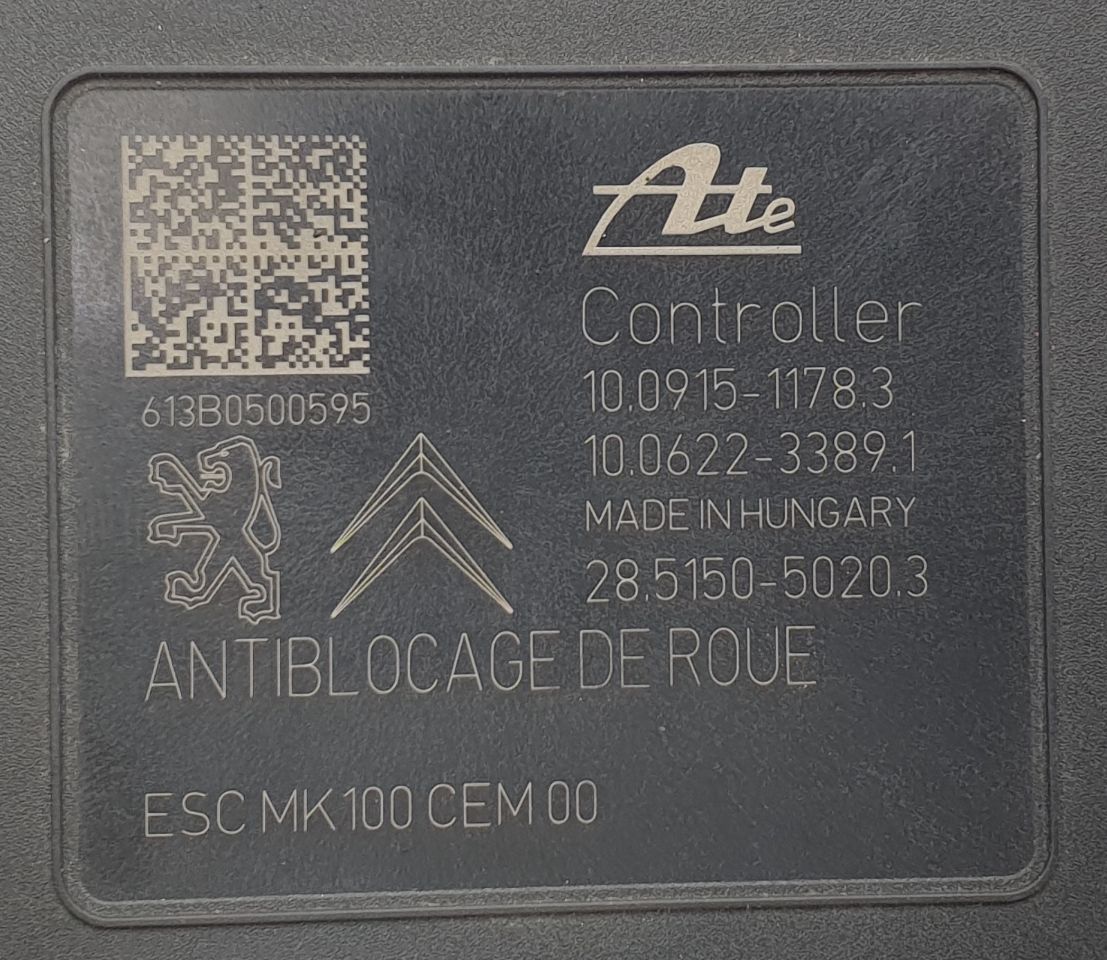 Ate
Controller
10.0915-1178.3
10.0622-3389.1
MADE IN HUNGARY
28.5150-5020.3
613B0500595
ANTIBLOCAGE DE ROUE
ESC MK100 CEM 00